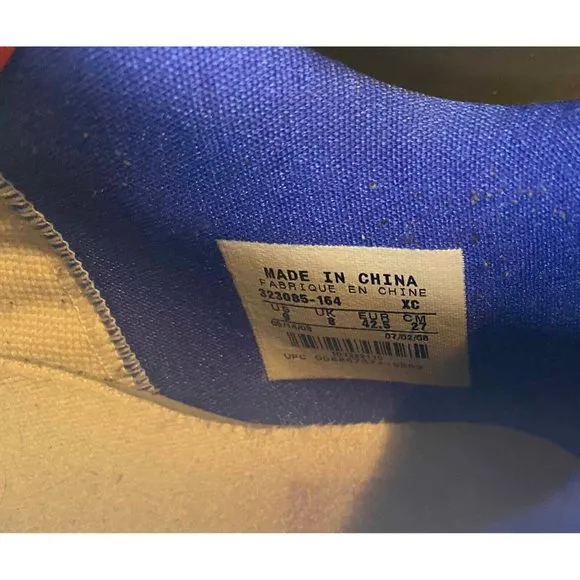 MADE IN CHINA
FABRIQUE EN CHINE
323085-164 XC
US UK EUR CM
9 8 42.5 27
07/02/08
UPC